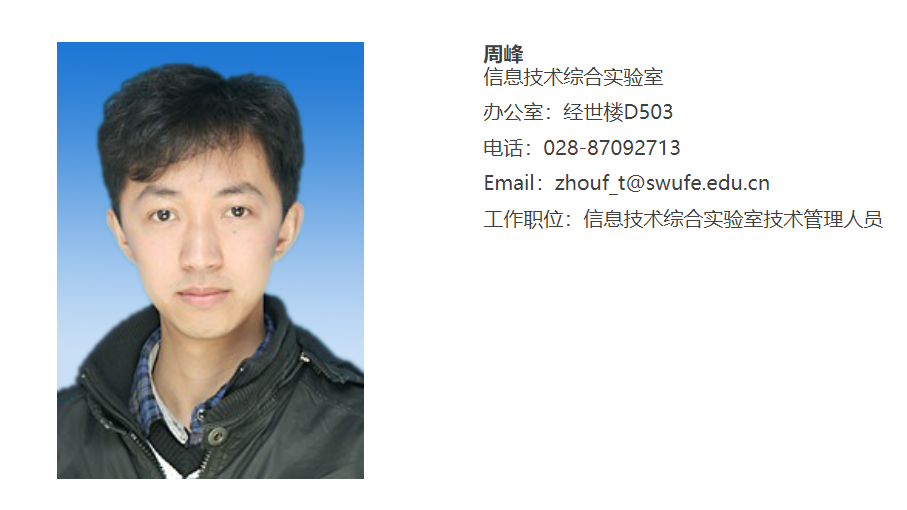 周峰
信息技术综合实验室
办公室：经世楼D503
电话：028-87092713
Email：zhouf_t@swufe.edu.cn
工作职位：信息技术综合实验室技术管理人员